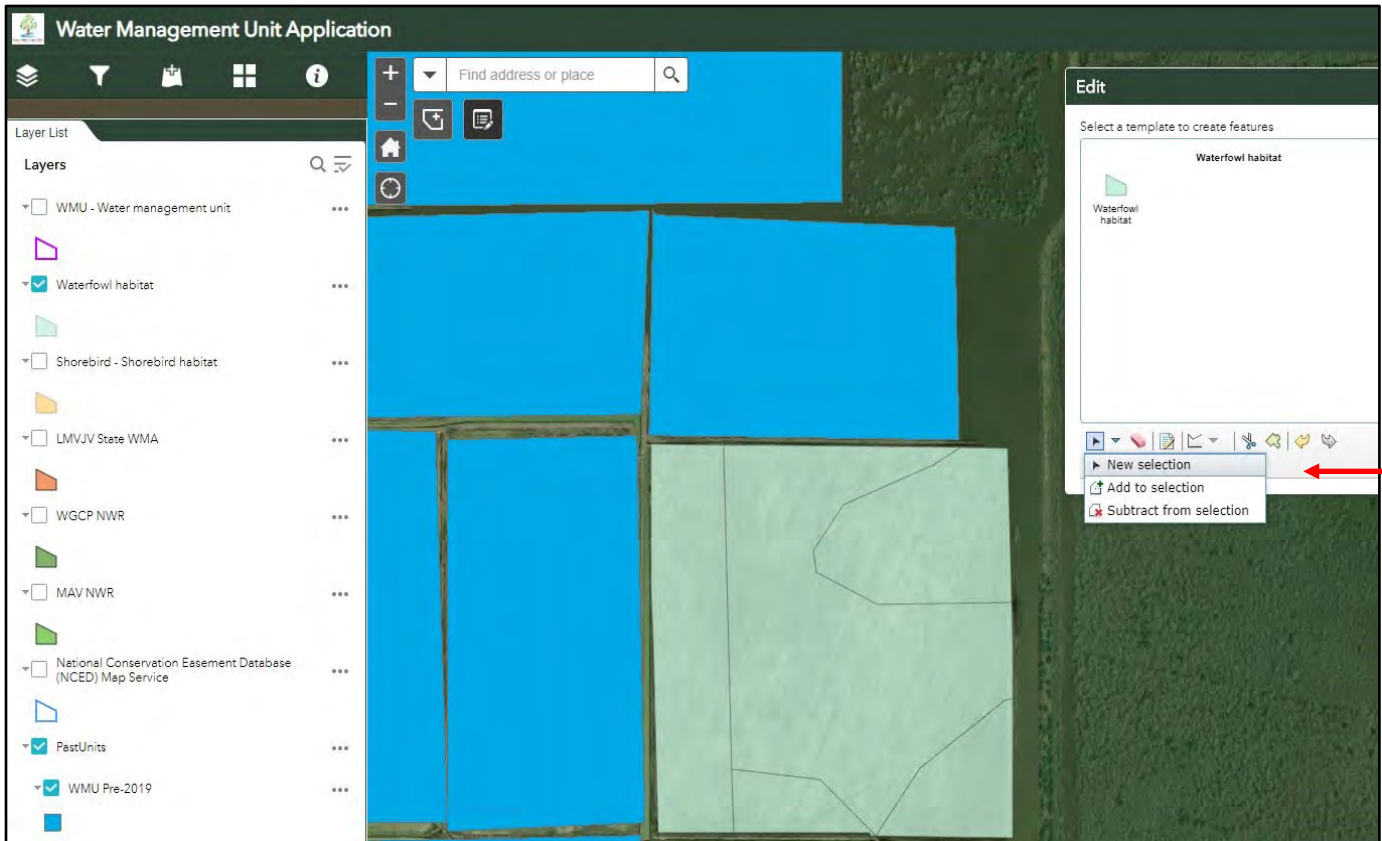 Water Management Unit Application
Find address or place
Edit
Layer List
Select a template to create features
Layers
Waterfowl habitat
Waterfowl
habitat
WMU - Water management unit
Waterfowl habitat
Shorebird - Shorebird habitat
LMVJV State WMA
New selection
Add to selection
Subtract from selection
WGCP NWR
MAV NWR
National Conservation Easement Database
(NCED) Map Service
PastUnits
WMU Pre-2019